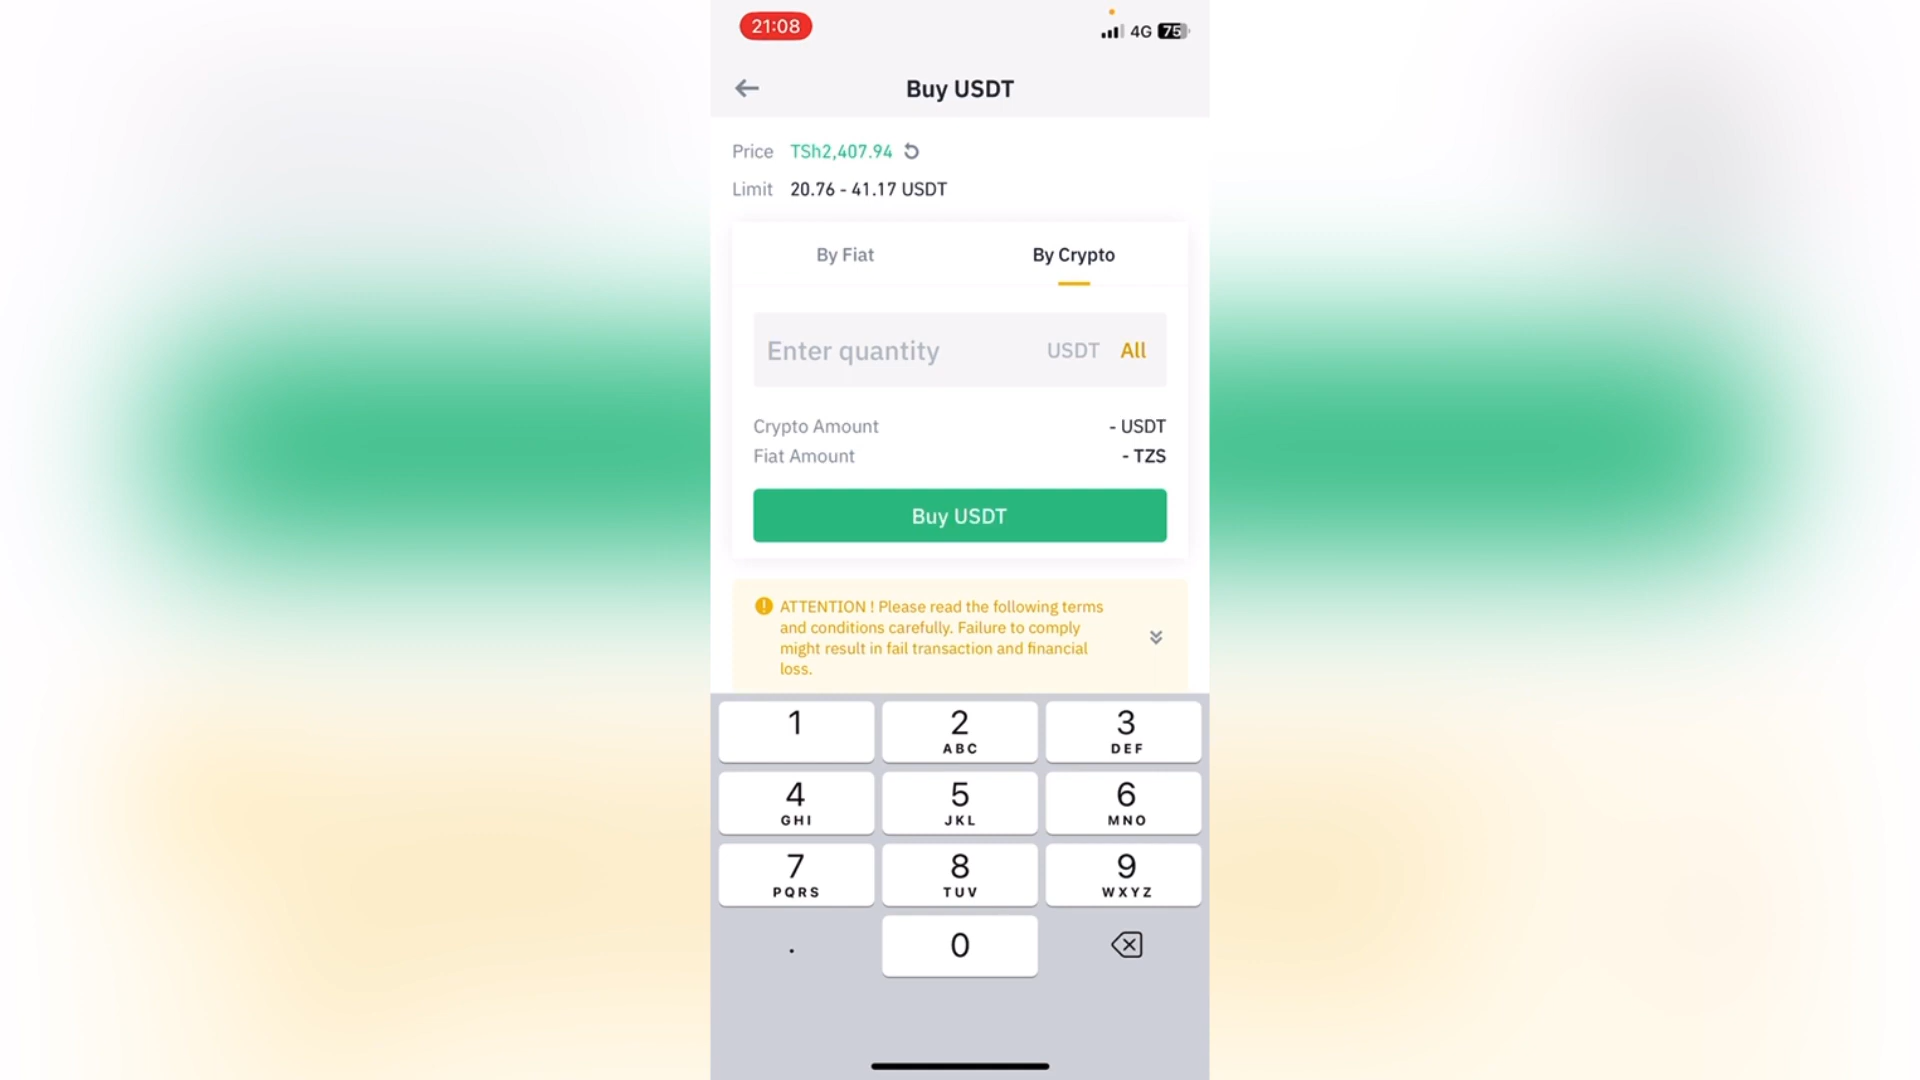 21:08
4G 75
Buy USDT
Price TSh2,407.94
Limit 20.76 - 41.17 USDT
By Fiat By Crypto
Enter quantity USDT All
Crypto Amount - USDT
Fiat Amount - TZS
Buy USDT
ATTENTION ! Please read the following terms
and conditions carefully. Failure to comply
might result in fail transaction and financial
loss.
1 2 3
ABC DEF
4 5 6
GHI JKL MNO
7 8 9
PQRS TUV WXYZ
. 0